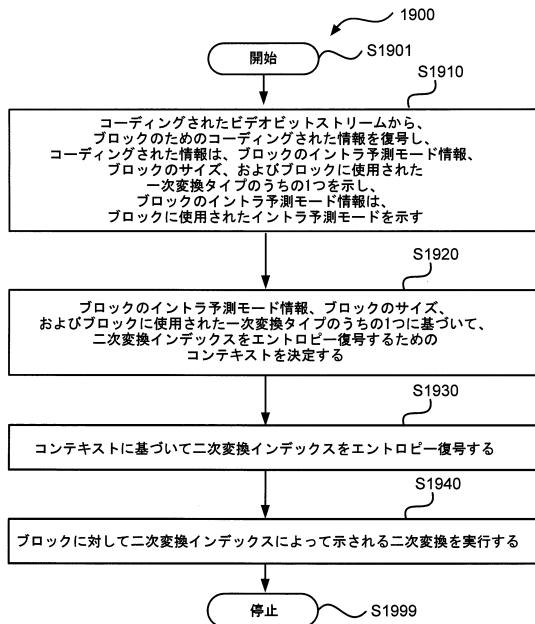 1900
開始
S1901
S1910
コーディングされたビデオビットストリームから、
ブロックのためのコーディングされた情報を復号し、
コーディングされた情報は、ブロックのイントラ予測モード情報、
ブロックのサイズ、およびブロックに使用された
一次変換タイプのうちの1つを示し、
ブロックのイントラ予測モード情報は、
ブロックに使用されたイントラ予測モードを示す
S1920
ブロックのイントラ予測モード情報、ブロックのサイズ、
およびブロックに使用された一次変換タイプのうちの1つに基づいて、
二次変換インデックスをエントロピー復号するための
コンテキストを決定する
S1930
コンテキストに基づいて二次変換インデックスをエントロピー復号する
S1940
ブロックに対して二次変換インデックスによって示される二次変換を実行する
停止
S1999